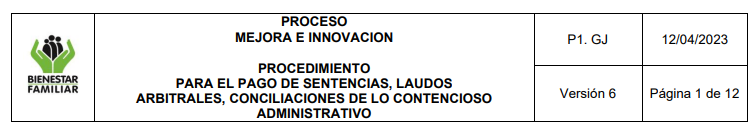 BIENESTAR
FAMILIAR
PROCESO
MEJORA E INNOVACION
PROCEDIMIENTO
PARA EL PAGO DE SENTENCIAS, LAUDOS
ARBITRALES, CONCILIACIONES DE LO CONTENCIOSO
ADMINISTRATIVO
P1. GJ
12/04/2023
Versión 6
Página 1 de 12